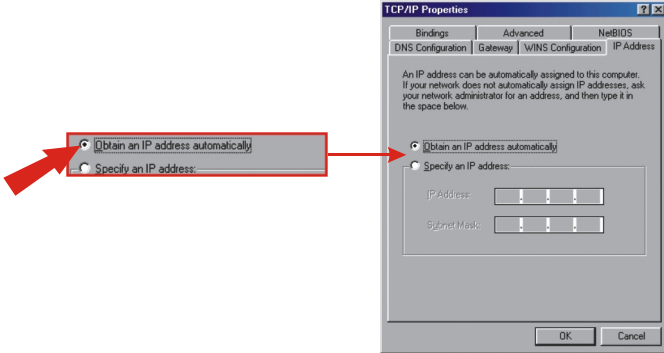 TCP/IP Properties
Bindings Advanced NetBIOS
DNS Configuration Gateway WINS Configuration IP Address
An IP address can be automatically assigned to this computer.
If your network does not automatically assign IP addresses, ask
your network administrator for an address, and then type it in
the space below.
Obtain an IP address automatically
Specify an IP address:
IP Address:
Subnet Mask:
OK Cancel
Obtain an IP address automatically
Specify an IP address: